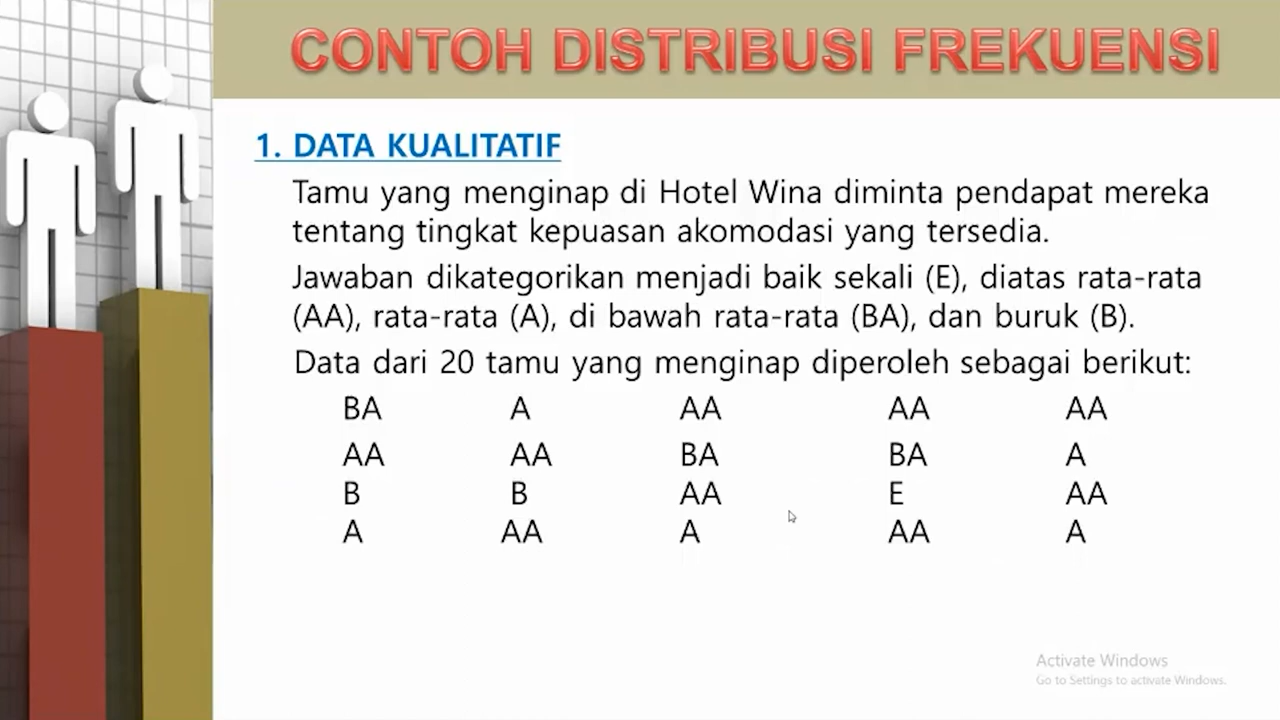 CONTOH DISTRIBUSI FREKUENSI
1. DATA KUALITATIF
Tamu yang menginap di Hotel Wina diminta pendapat mereka
tentang tingkat kepuasan akomodasi yang tersedia.
Jawaban dikategorikan menjadi baik sekali (E), diatas rata-rata
(AA), rata-rata (A), di bawah rata-rata (BA), dan buruk (B).
Data dari 20 tamu yang menginap diperoleh sebagai berikut:
BA A AA AA AA
AA AA BA BA A
B B AA E AA
A AA A AA A
Activate Windows
Go to Settings to activate Windows.